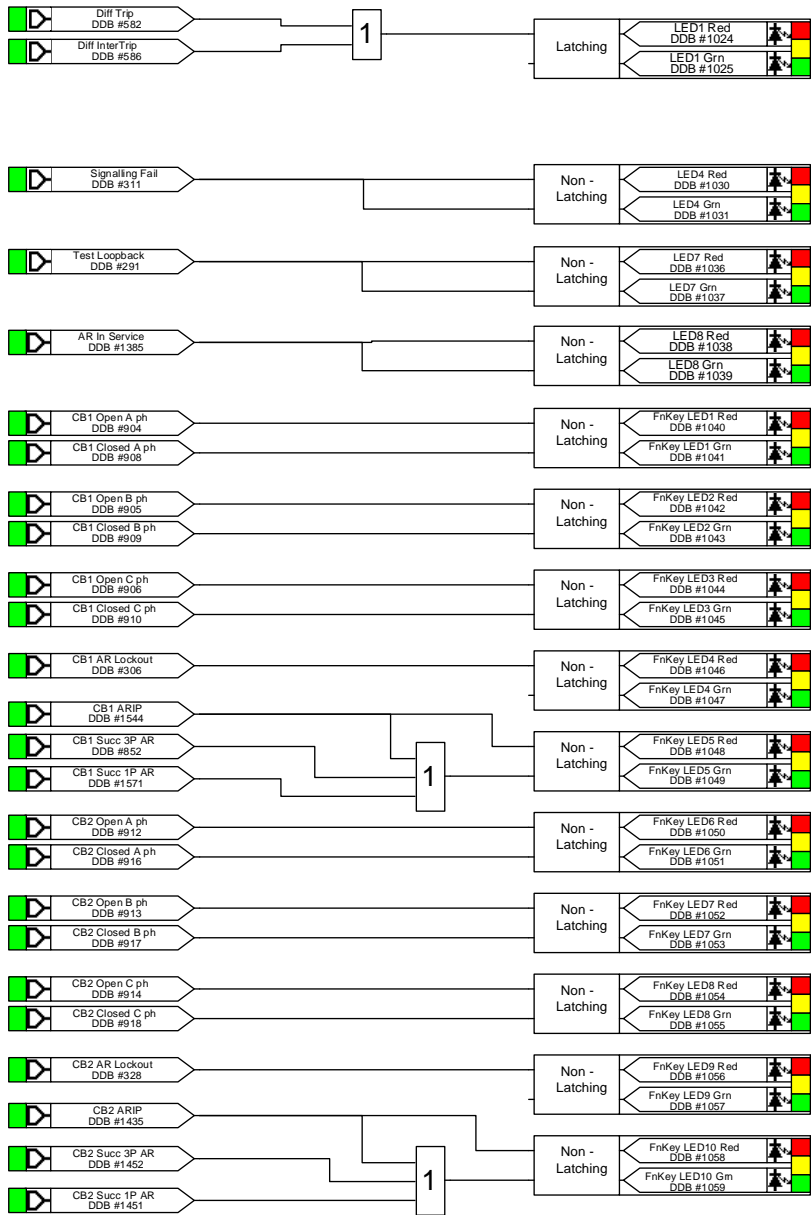 Diff Trip
DDB #582
Diff InterTrip
DDB #586
1
Latching
LED1 Red
DDB #1024
LED1 Grn
DDB #1025
Signalling Fail
DDB #311
Non -
Latching
LED4 Red
DDB #1030
LED4 Grn
DDB #1031
Test Loopback
DDB #291
Non -
Latching
LED7 Red
DDB #1036
LED7 Grn
DDB #1037
AR In Service
DDB #1385
Non -
Latching
LED8 Red
DDB #1038
LED8 Grn
DDB #1039
CB1 Open A ph
DDB #904
CB1 Closed A ph
DDB #908
Non -
Latching
FnKey LED1 Red
DDB #1040
FnKey LED1 Grn
DDB #1041
CB1 Open B ph
DDB #905
CB1 Closed B ph
DDB #909
Non -
Latching
FnKey LED2 Red
DDB #1042
FnKey LED2 Grn
DDB #1043
CB1 Open C ph
DDB #906
CB1 Closed C ph
DDB #910
Non -
Latching
FnKey LED3 Red
DDB #1044
FnKey LED3 Grn
DDB #1045
CB1 AR Lockout
DDB #306
Non -
Latching
FnKey LED4 Red
DDB #1046
FnKey LED4 Grn
DDB #1047
CB1 ARIP
DDB #1544
CB1 Succ 3P AR
DDB #852
CB1 Succ 1P AR
DDB #1571
1
Non -
Latching
FnKey LED5 Red
DDB #1048
FnKey LED5 Grn
DDB #1049
CB2 Open A ph
DDB #912
CB2 Closed A ph
DDB #916
Non -
Latching
FnKey LED6 Red
DDB #1050
FnKey LED6 Grn
DDB #1051
CB2 Open B ph
DDB #913
CB2 Closed B ph
DDB #917
Non -
Latching
FnKey LED7 Red
DDB #1052
FnKey LED7 Grn
DDB #1053
CB2 Open C ph
DDB #914
CB2 Closed C ph
DDB #918
Non -
Latching
FnKey LED8 Red
DDB #1054
FnKey LED8 Grn
DDB #1055
CB2 AR Lockout
DDB #328
Non -
Latching
FnKey LED9 Red
DDB #1056
FnKey LED9 Grn
DDB #1057
CB2 ARIP
DDB #1435
CB2 Succ 3P AR
DDB #1452
CB2 Succ 1P AR
DDB #1451
1
Non -
Latching
FnKey LED10 Red
DDB #1058
FnKey LED10 Grn
DDB #1059